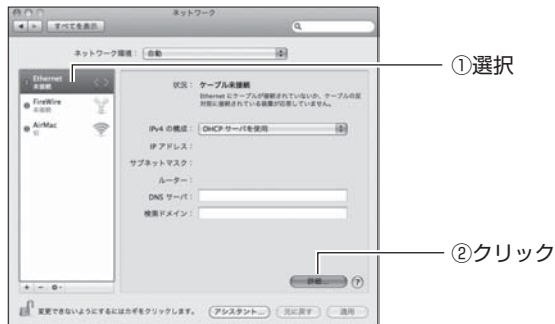 ネットワーク
すべてを表示
ネットワーク環境： 自動
①選択
Ethernet
未接続
状況： ケーブル未接続
Ethernet にケーブルが接続されていないか、ケーブルの反
対側に接続されている装置が応答していません。
FireWire
未接続
AirMac
切
IPv4 の構成： DHCP サーバを使用
IP アドレス：
サブネットマスク：
ルーター：
DNS サーバ：
検索ドメイン：
②クリック
詳細...
?
変更できないようにするにはカギをクリックします。
アシスタント... 元に戻す 適用